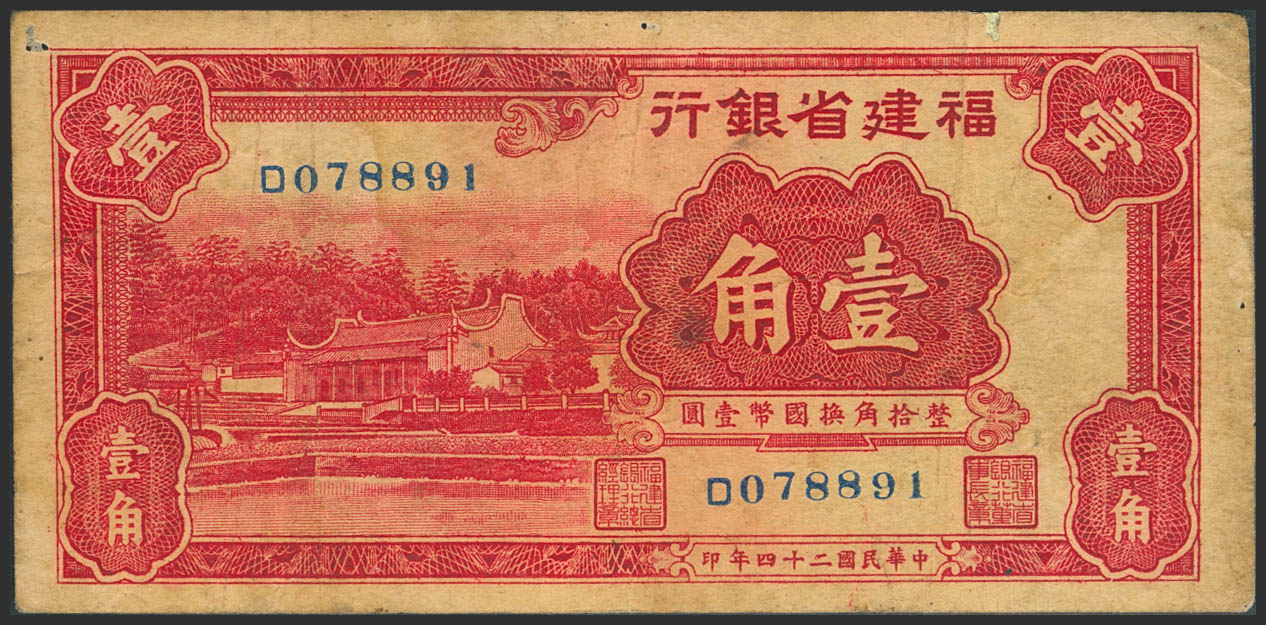 福建省銀行
壹
壹
D078891
壹角
整拾角換國幣壹圓
D078891
福建省銀行董事長章
福建省銀行總經理章
壹角
壹角
中華民國二十四年印